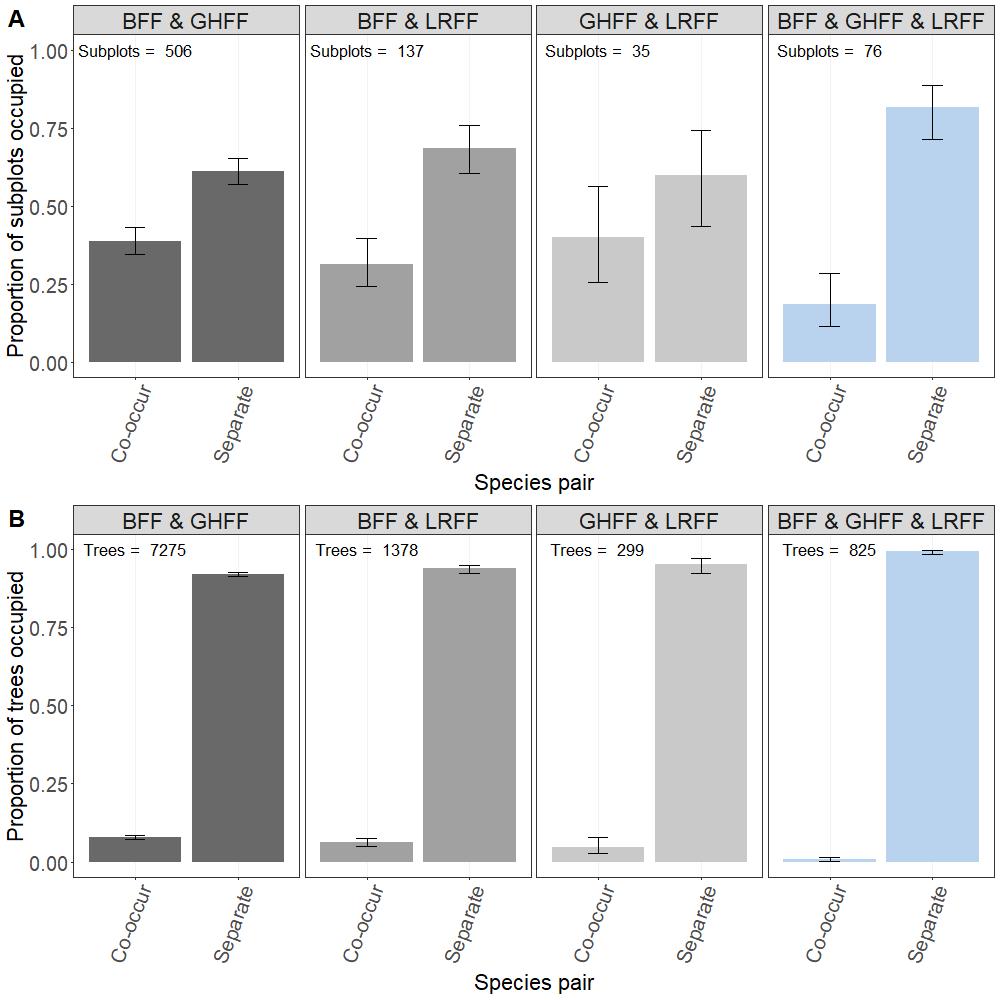 A
BFF & GHFF
BFF & LRFF
GHFF & LRFF
BFF & GHFF & LRFF
Subplots = 506
Subplots = 137
Subplots = 35
Subplots = 76
Proportion of subplots occupied
1.00
0.75
0.50
0.25
0.00
Co-occur
Separate
Co-occur
Separate
Co-occur
Separate
Co-occur
Separate
Species pair
B
BFF & GHFF
BFF & LRFF
GHFF & LRFF
BFF & GHFF & LRFF
Trees = 7275
Trees = 1378
Trees = 299
Trees = 825
Proportion of trees occupied
1.00
0.75
0.50
0.25
0.00
Co-occur
Separate
Co-occur
Separate
Co-occur
Separate
Co-occur
Separate
Species pair